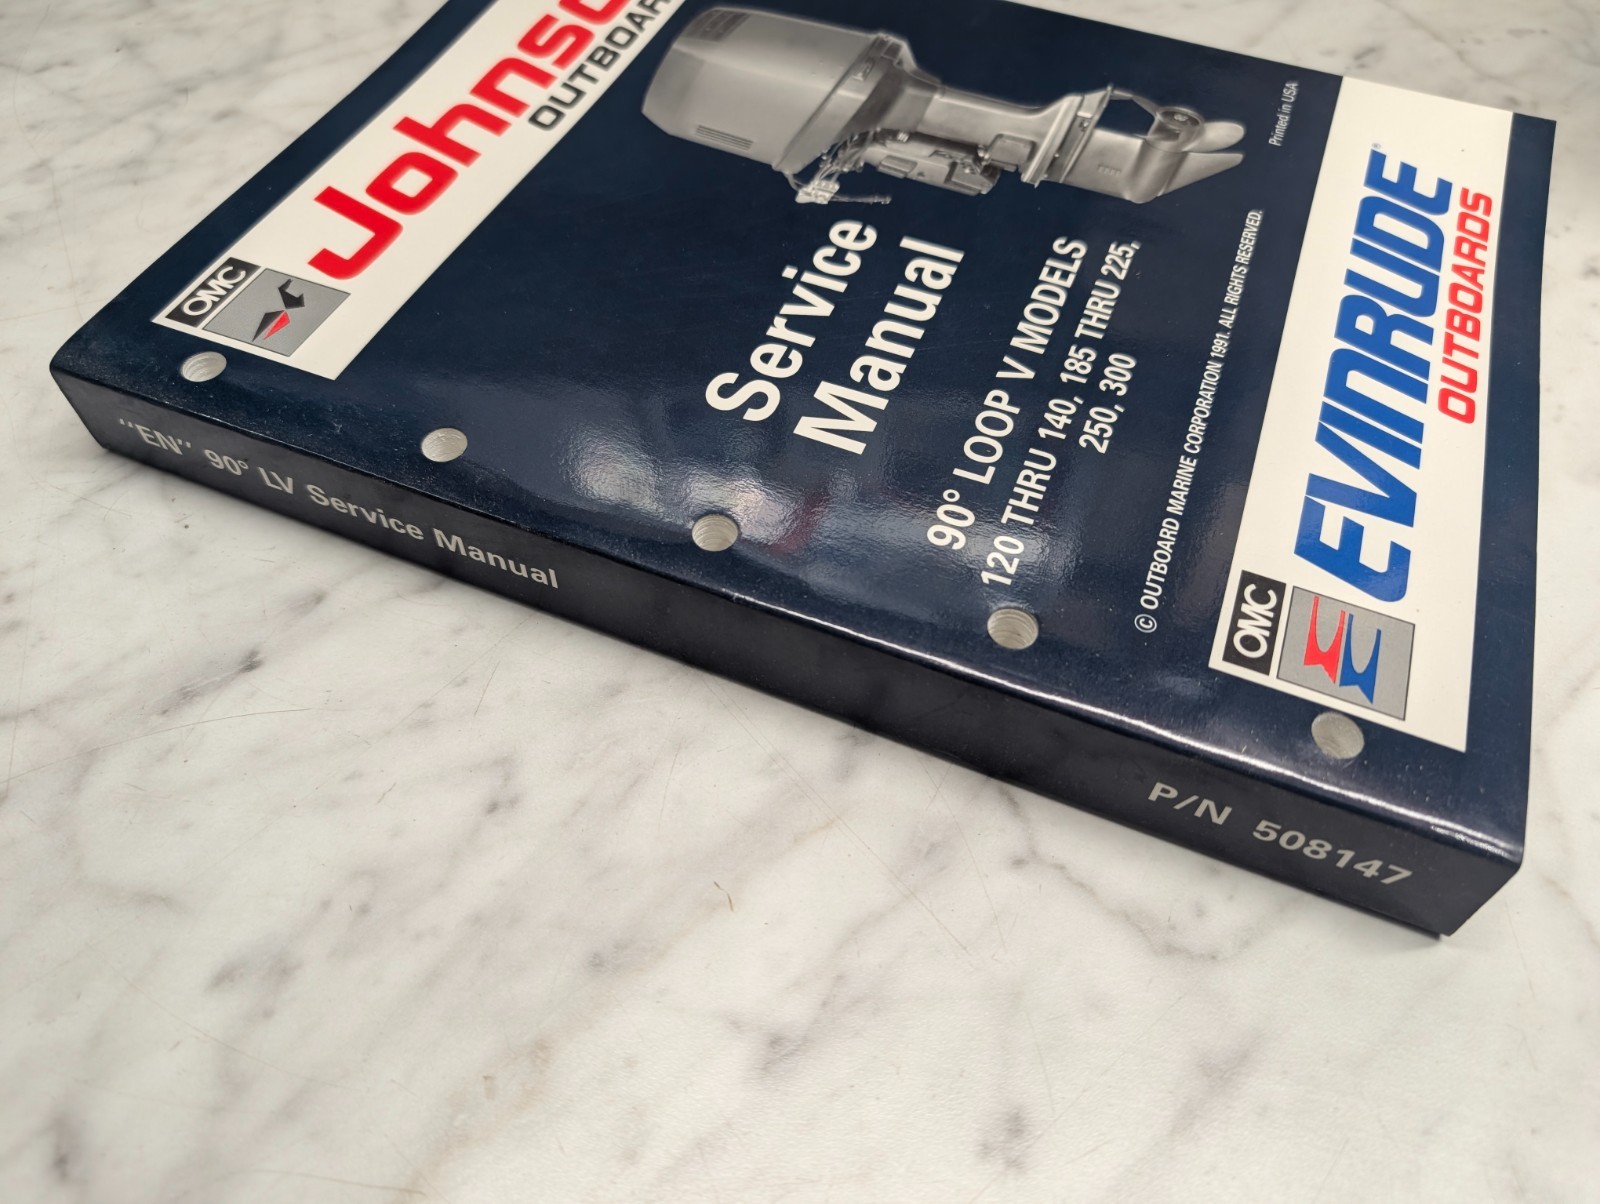 Johnso
OUTBOAR
OMC
Printed in USA
Service
Manual
90° LOOP V MODELS
120 THRU 140, 185 THRU 225,
250, 300
© OUTBOARD MARINE CORPORATION 1991. ALL RIGHTS RESERVED.
EVINRUDE®
OUTBOARDS
OMC
"EN" 90° LV Service Manual
P/N 508147